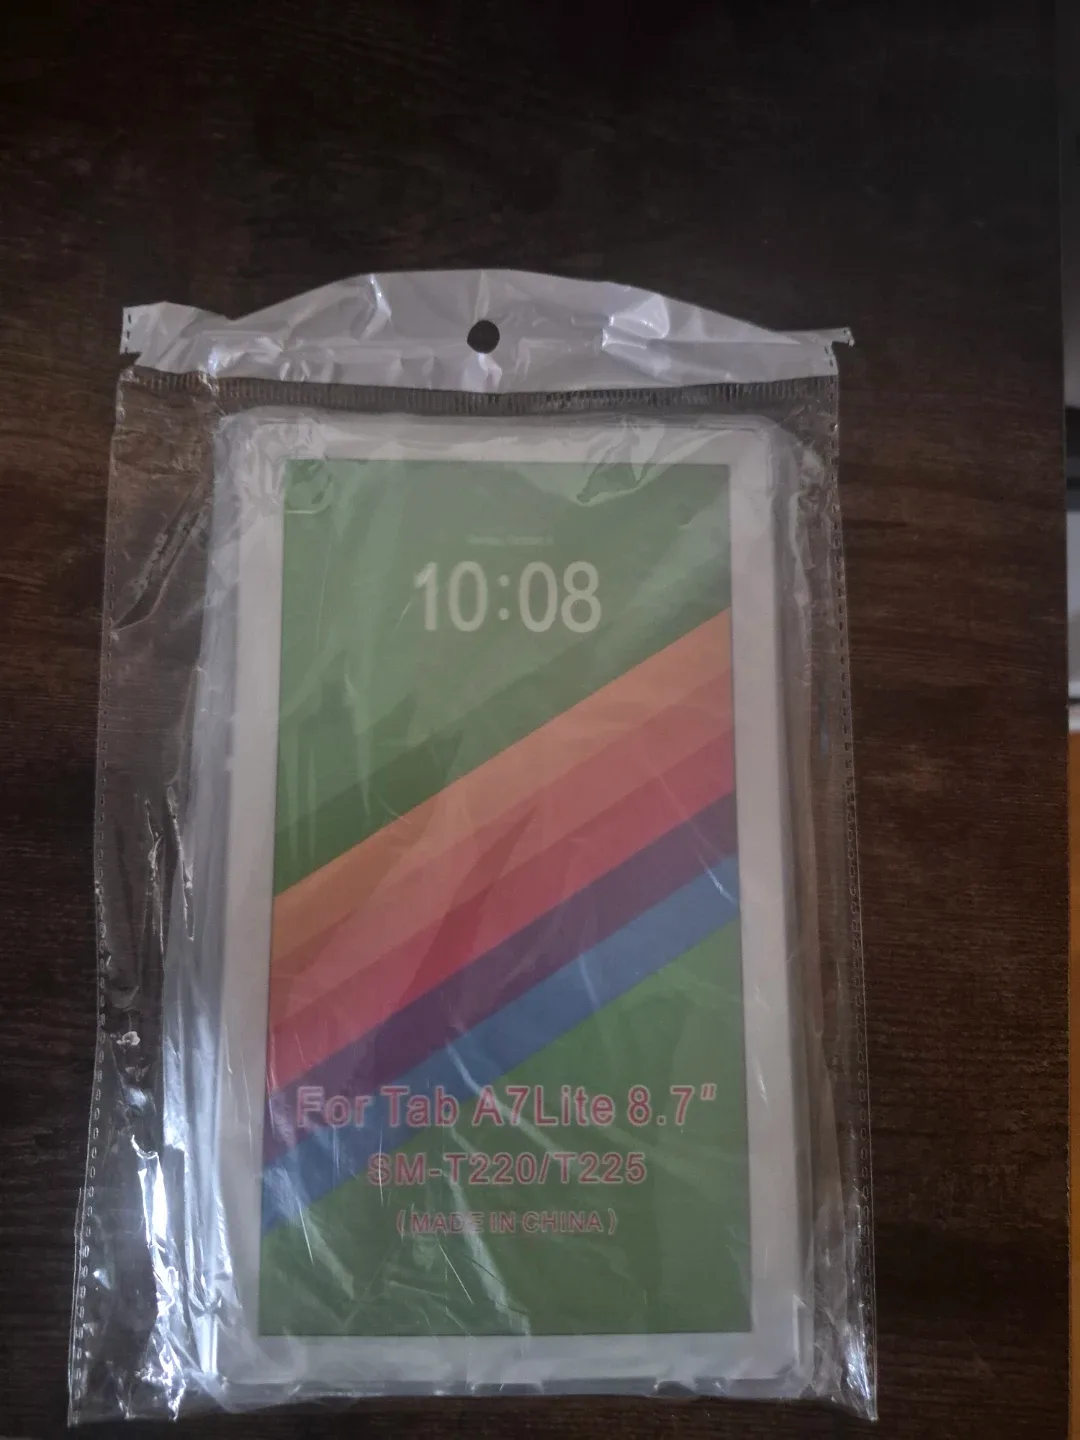 10:08
For Tab A7Lite 8.7"
SM-T220/T225
(MADE IN CHINA)